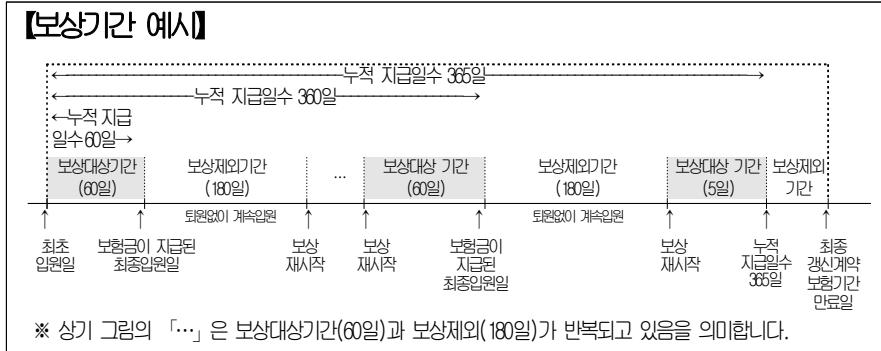 【보상기간 예시】
누적 지급일수 365일
누적 지급일수 360일
누적 지급
일수 60일
보상대상기간
(60일)
보상제외기간
(180일)
...
보상대상 기간
(60일)
보상제외기간
(180일)
보상대상 기간
(5일)
보상제외
기간
퇴원없이 계속입원
퇴원없이 계속입원
최초
입원일
보험금이 지급된
최종입원일
보상
재시작
보상
재시작
보험금이
지급된
최종입원일
보상
재시작
누적
지급일수
365일
최종
갱신계약
보험기간
만료일
※ 상기 그림의 「…」은 보상대상기간(60일)과 보상제외(180일)가 반복되고 있음을 의미합니다.